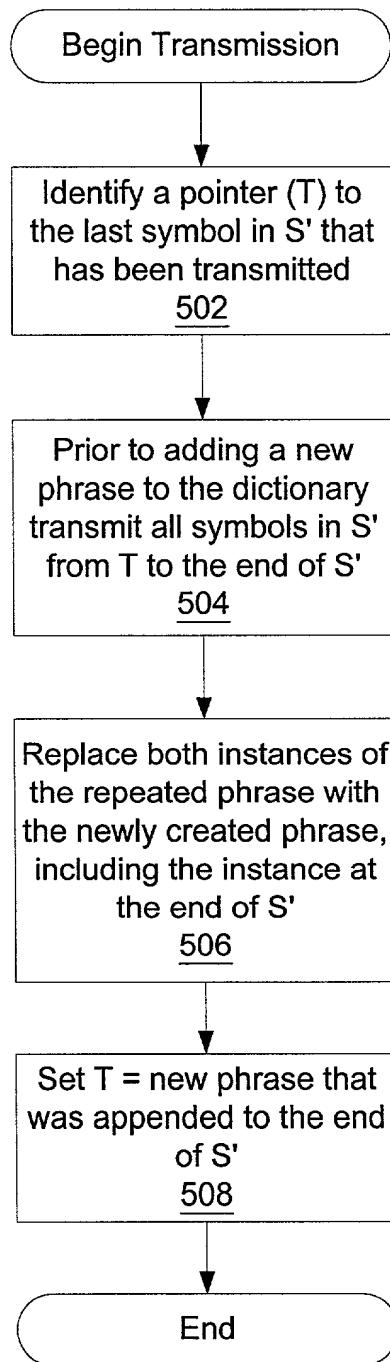 Begin Transmission
Identify a pointer (T) to
the last symbol in S' that
has been transmitted
502
Prior to adding a new
phrase to the dictionary
transmit all symbols in S'
from T to the end of S'
504
Replace both instances of
the repeated phrase with
the newly created phrase,
including the instance at
the end of S'
506
Set T = new phrase that
was appended to the end
of S'
508
End